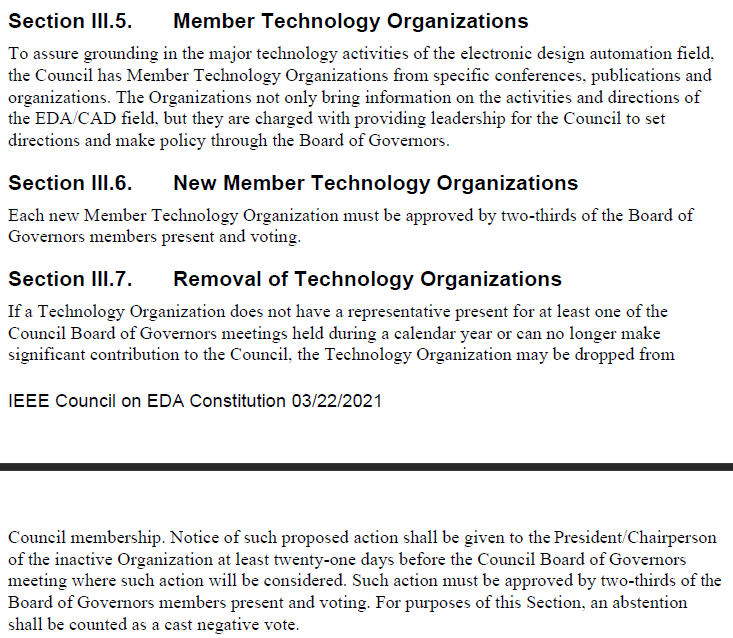 Section III.5. Member Technology Organizations
To assure grounding in the major technology activities of the electronic design automation field,
the Council has Member Technology Organizations from specific conferences, publications and
organizations. The Organizations not only bring information on the activities and directions of
the EDA/CAD field, but they are charged with providing leadership for the Council to set
directions and make policy through the Board of Governors.
Section III.6. New Member Technology Organizations
Each new Member Technology Organization must be approved by two-thirds of the Board of
Governors members present and voting.
Section III.7. Removal of Technology Organizations
If a Technology Organization does not have a representative present for at least one of the
Council Board of Governors meetings held during a calendar year or can no longer make
significant contribution to the Council, the Technology Organization may be dropped from
IEEE Council on EDA Constitution 03/22/2021
Council membership. Notice of such proposed action shall be given to the President/Chairperson
of the inactive Organization at least twenty-one days before the Council Board of Governors
meeting where such action will be considered. Such action must be approved by two-thirds of the
Board of Governors members present and voting. For purposes of this Section, an abstention
shall be counted as a cast negative vote.